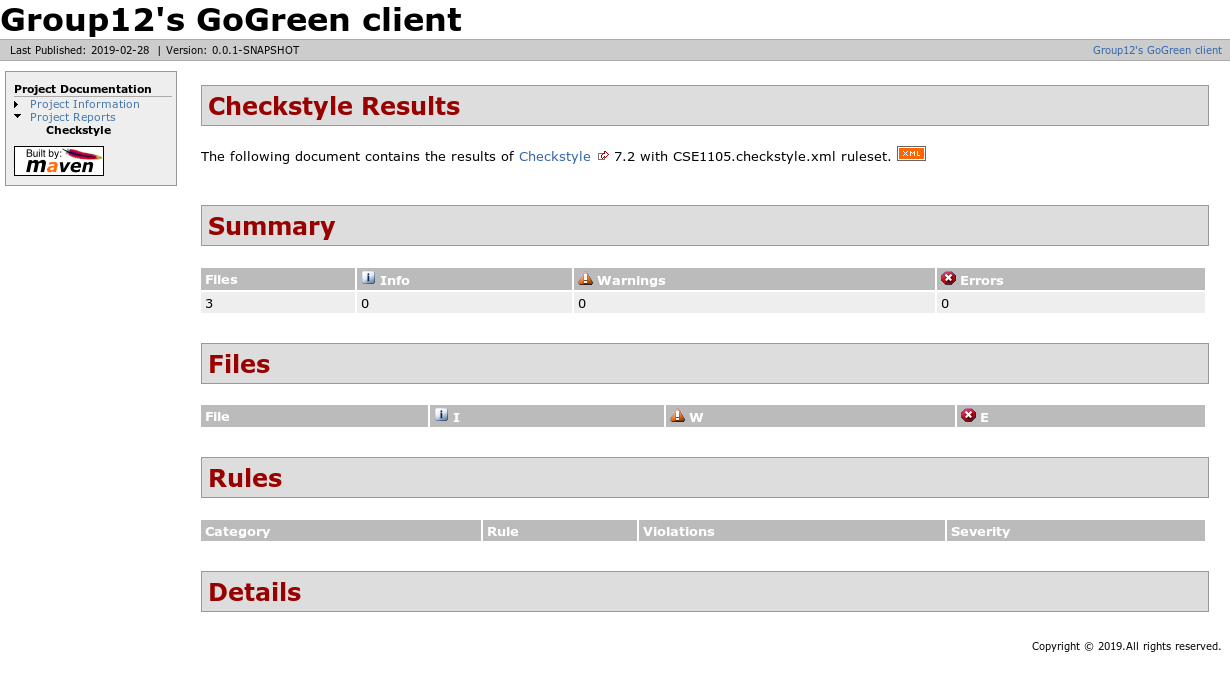 Group12's GoGreen client
Last Published: 2019-02-28 | Version: 0.0.1-SNAPSHOT
Group12's GoGreen client
Project Documentation
Project Information
Project Reports
Checkstyle
Built by:
maven
Checkstyle Results
The following document contains the results of Checkstyle 7.2 with CSE1105.checkstyle.xml ruleset. XML
Summary
Files Info Warnings Errors
3 0 0 0
Files
File I W E
Rules
Category Rule Violations Severity
Details
Copyright © 2019.All rights reserved.